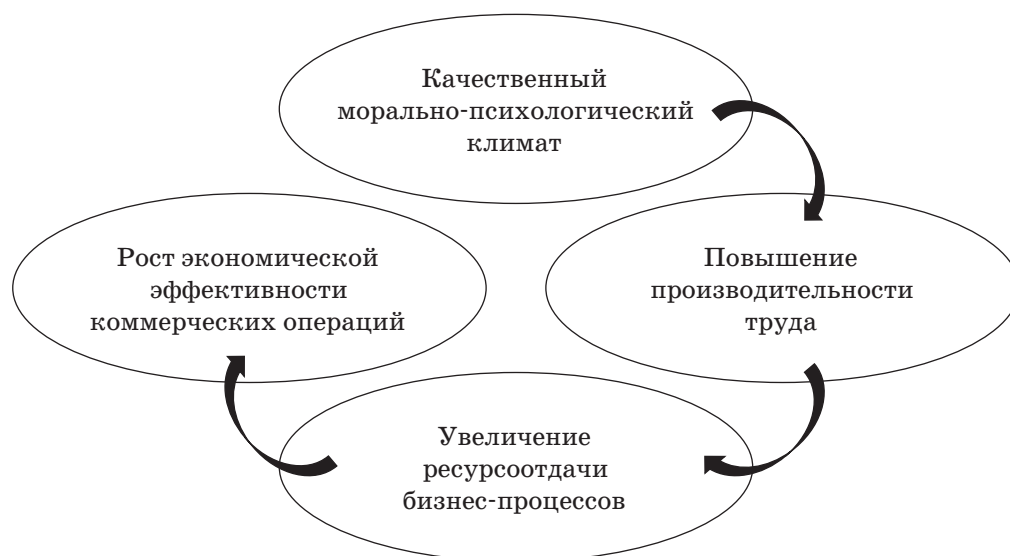 Качественный
морально-психологический
климат
Рост экономической
эффективности
коммерческих операций
Повышение
производительности
труда
Увеличение
ресурсоотдачи
бизнес-процессов